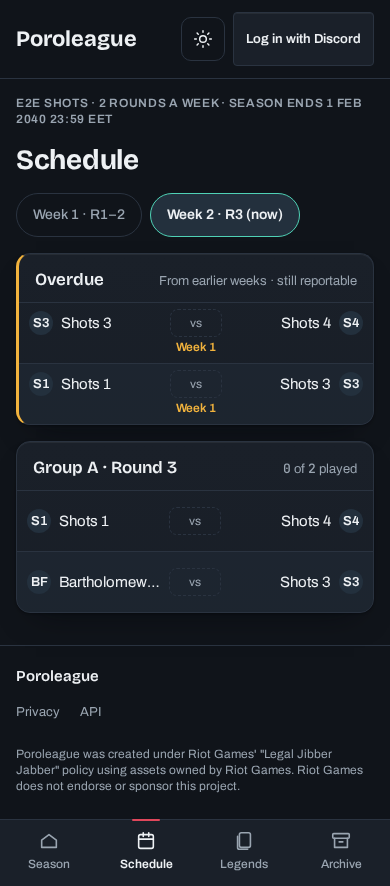 Poroleague
Log in with Discord
E2E SHOTS · 2 ROUNDS A WEEK · SEASON ENDS 1 FEB
2040 23:59 EET
Schedule
Week 1 · R1–2
Week 2 · R3 (now)
Overdue
From earlier weeks · still reportable
S3 Shots 3 vs Shots 4 S4
Week 1
S1 Shots 1 vs Shots 3 S3
Week 1
Group A · Round 3
0 of 2 played
S1 Shots 1 vs Shots 4 S4
BF Bartholomew... vs Shots 3 S3
Poroleague
Privacy API
Poroleague was created under Riot Games' "Legal Jibber
Jabber" policy using assets owned by Riot Games. Riot Games
does not endorse or sponsor this project.
Season Schedule Legends Archive